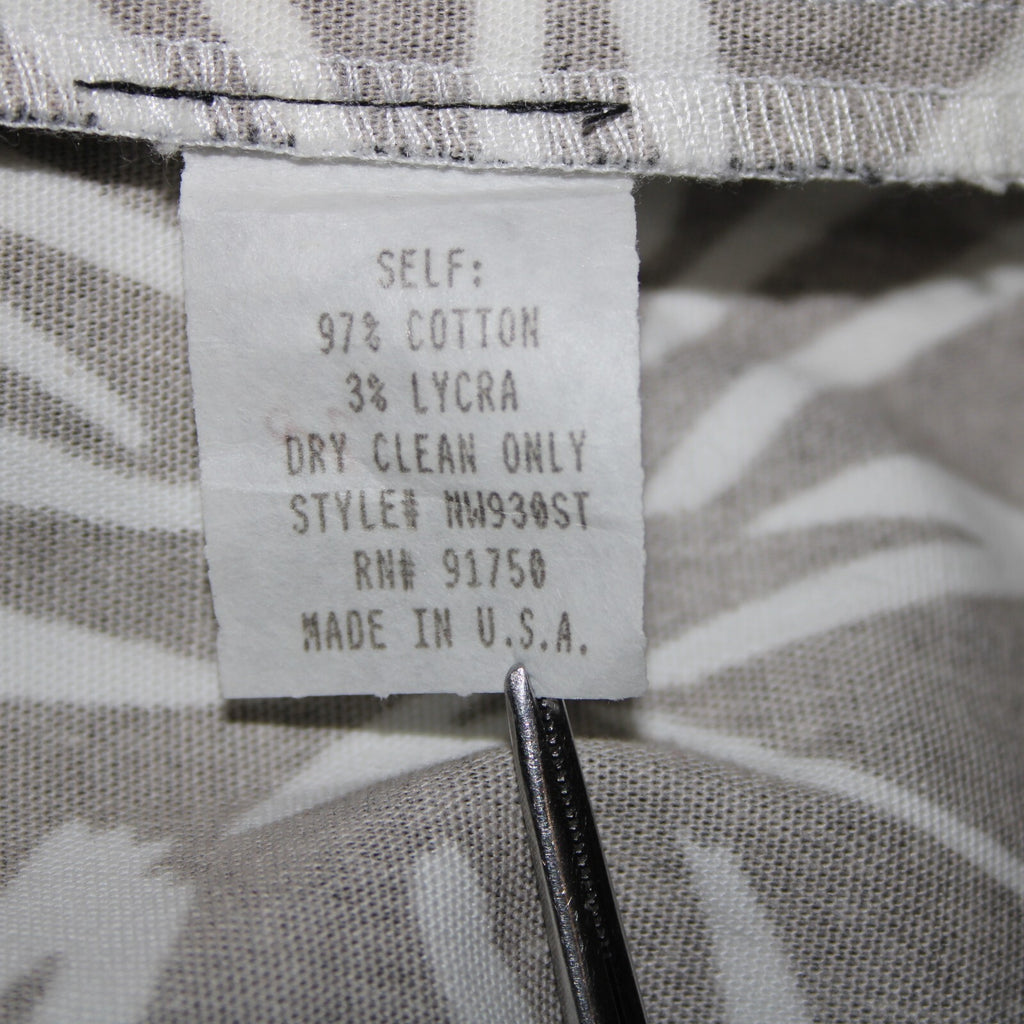 SELF:
97% COTTON
3% LYCRA
DRY CLEAN ONLY
STYLE# NW930ST
RN# 91750
MADE IN U.S.A.